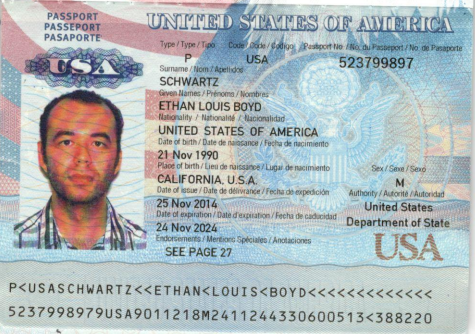 PASSPORT
PASSEPORT
PASAPORTE
UNITED STATES OF AMERICA
USA
Type / Type / Tipo Code / Code / Código Passport No. / No. du Passeport / No. de Pasaporte
P USA 523799897
Surname / Nom / Apellidos
SCHWARTZ
Given Names / Prénoms / Nombres
ETHAN LOUIS BOYD
Nationality / Nationalité / Nacionalidad
UNITED STATES OF AMERICA
Date of birth / Date de naissance / Fecha de nacimiento
21 Nov 1990
Place of birth / Lieu de naissance / Lugar de nacimiento Sex / Sexe / Sexo
CALIFORNIA, U.S.A. M
Date of issue / Date de délivrance / Fecha de expedición Authority / Autorité / Autoridad
25 Nov 2014 United States
Date of expiration / Date d'expiration / Fecha de caducidad Department of State
24 Nov 2024
Endorsements / Mentions Spéciales / Anotaciones
SEE PAGE 27
USA
P<USASCHWARTZ<<ETHAN<LOUIS<BOYD<<<<<<<<<<<<<
5237998979USA9011218M2411244330600513<388220